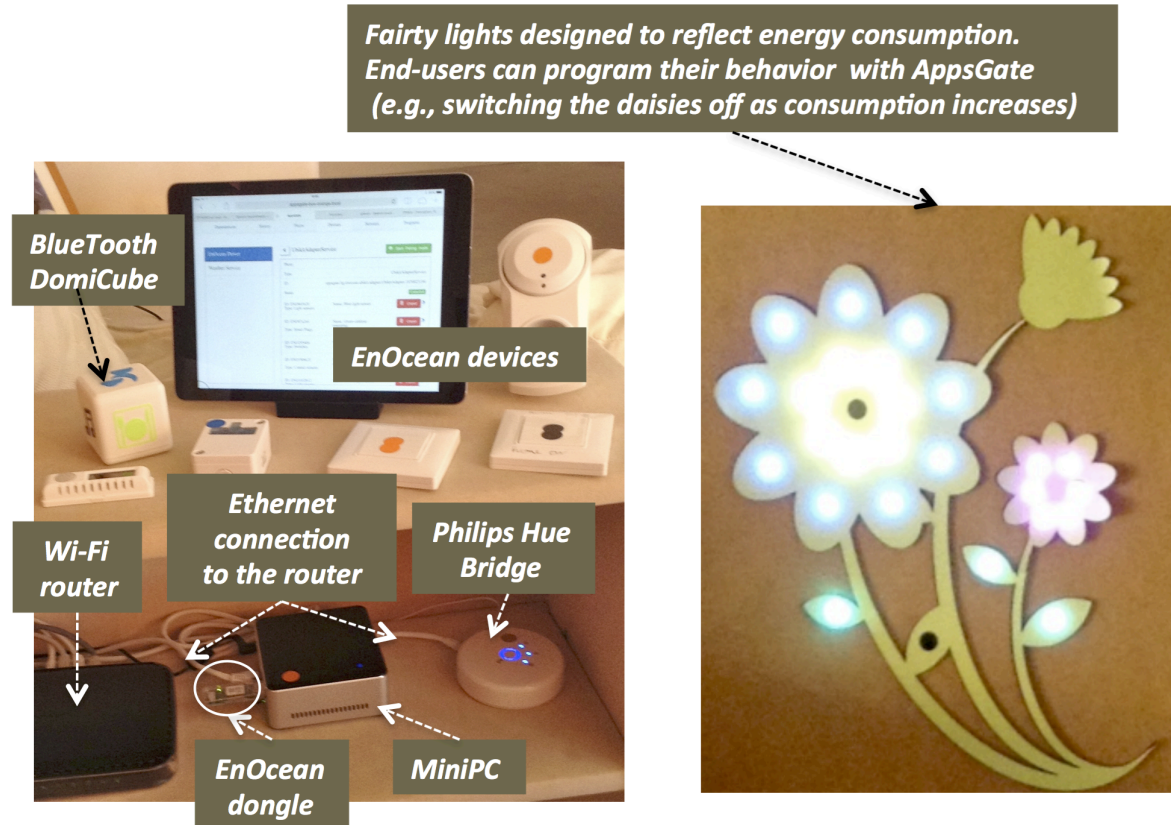 Fairty lights designed to reflect energy consumption.
End-users can program their behavior with AppsGate
(e.g., switching the daisies off as consumption increases)
BlueTooth
DomiCube
EnOcean devices
Ethernet
connection
to the router
Philips Hue
Bridge
Wi-Fi
router
EnOcean
dongle
MiniPC